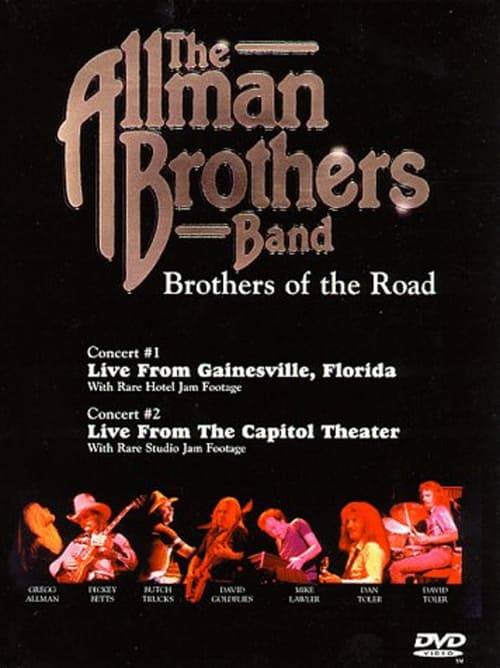 The
Allman
Brothers
Band
Brothers of the Road
Concert #1
Live From Gainesville, Florida
With Rare Hotel Jam Footage
Concert #2
Live From The Capitol Theater
With Rare Studio Jam Footage
GREGG
ALLMAN
DICKEY
BETTS
BUTCH
TRUCKS
DAVID
GOLDFLIES
MIKE
LAWLER
DAN
TOLER
DAVID
TOLER
DVD
VIDEO
TM